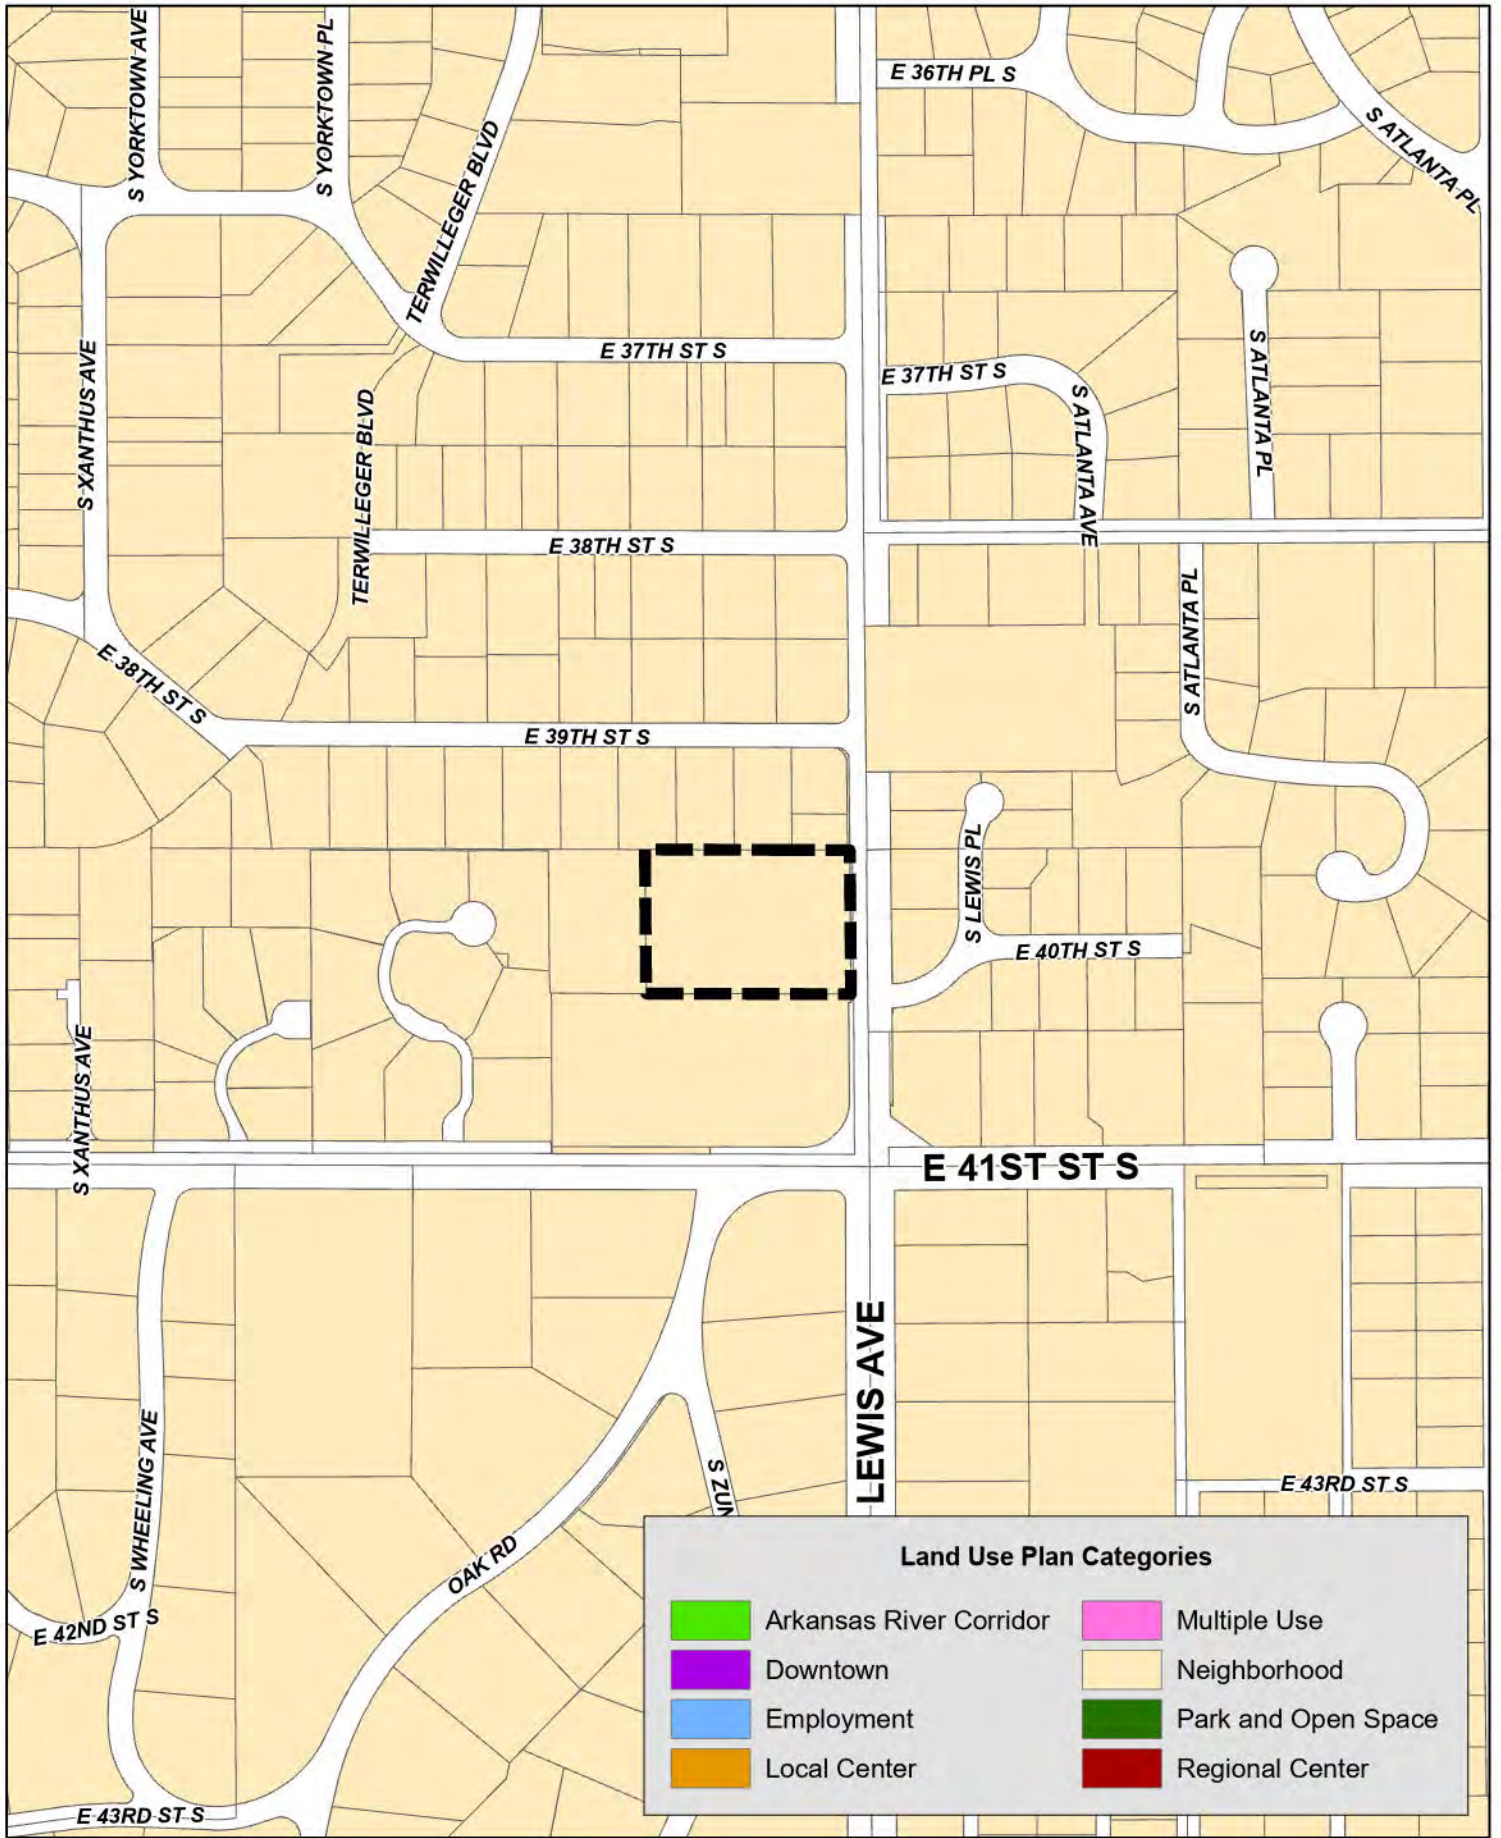 S YORKTOWN AVE
S YORKTOWN PL
E 36TH PL S
S ATLANTA PL
TERWILLEGER BLVD
E 37TH ST S
E 37TH ST S
S ATLANTA PL
S XANTHUS AVE
TERWILLEGER BLVD
S ATLANTA AVE
E 38TH ST S
S ATLANTA PL
E 38TH ST S
E 39TH ST S
S LEWIS PL
E 40TH ST S
S XANTHUS AVE
E 41ST ST S
LEWIS AVE
S WHEELING AVE
S ZUN
E 43RD ST S
OAK RD
E 42ND ST S
E 43RD ST S
Land Use Plan Categories
Arkansas River Corridor
Downtown
Employment
Local Center
Multiple Use
Neighborhood
Park and Open Space
Regional Center